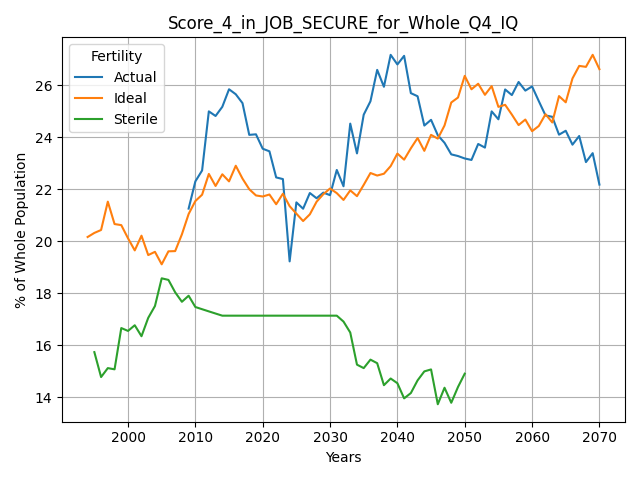 Score_4_in_JOB_SECURE_for_Whole_Q4_IQ
Fertility
Actual
Ideal
Sterile
% of Whole Population
26
24
22
20
18
16
14
2000 2010 2020 2030 2040 2050 2060 2070
Years